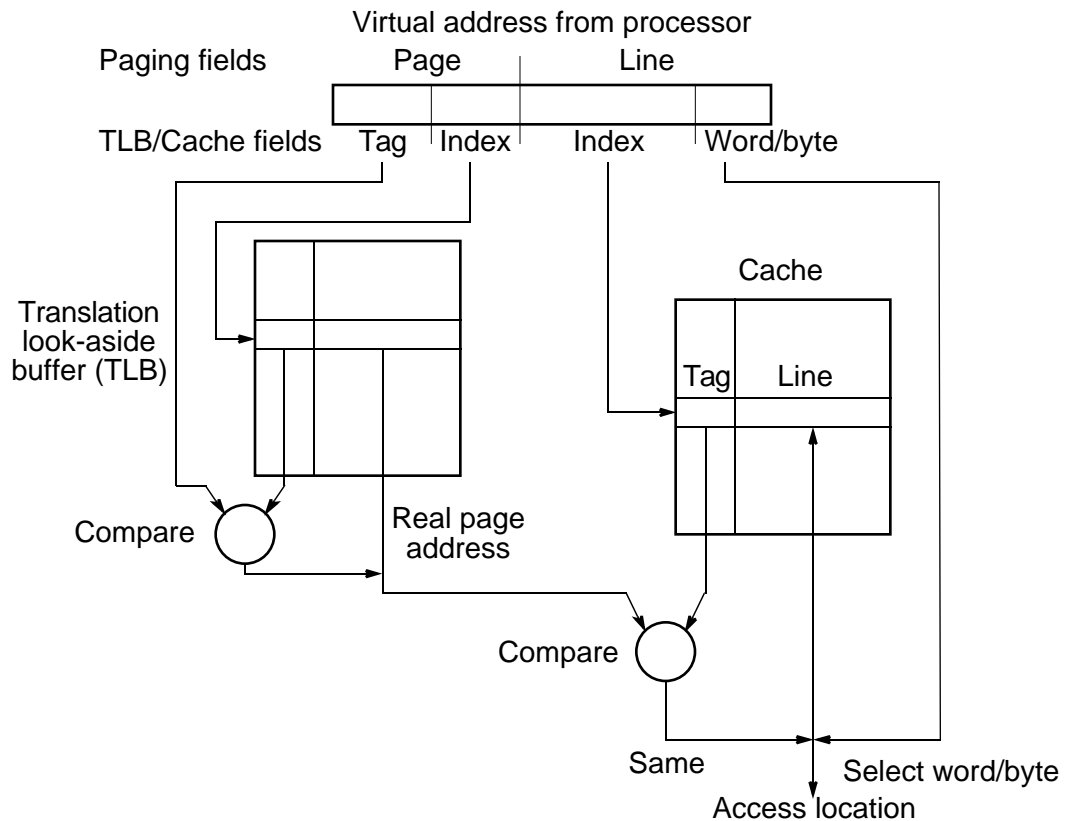 Virtual address from processor
Paging fields Page Line
TLB/Cache fields Tag Index Index Word/byte
Cache
Translation
look-aside
buffer (TLB)
Tag Line
Real page
address
Compare
Compare
Same
Select word/byte
Access location